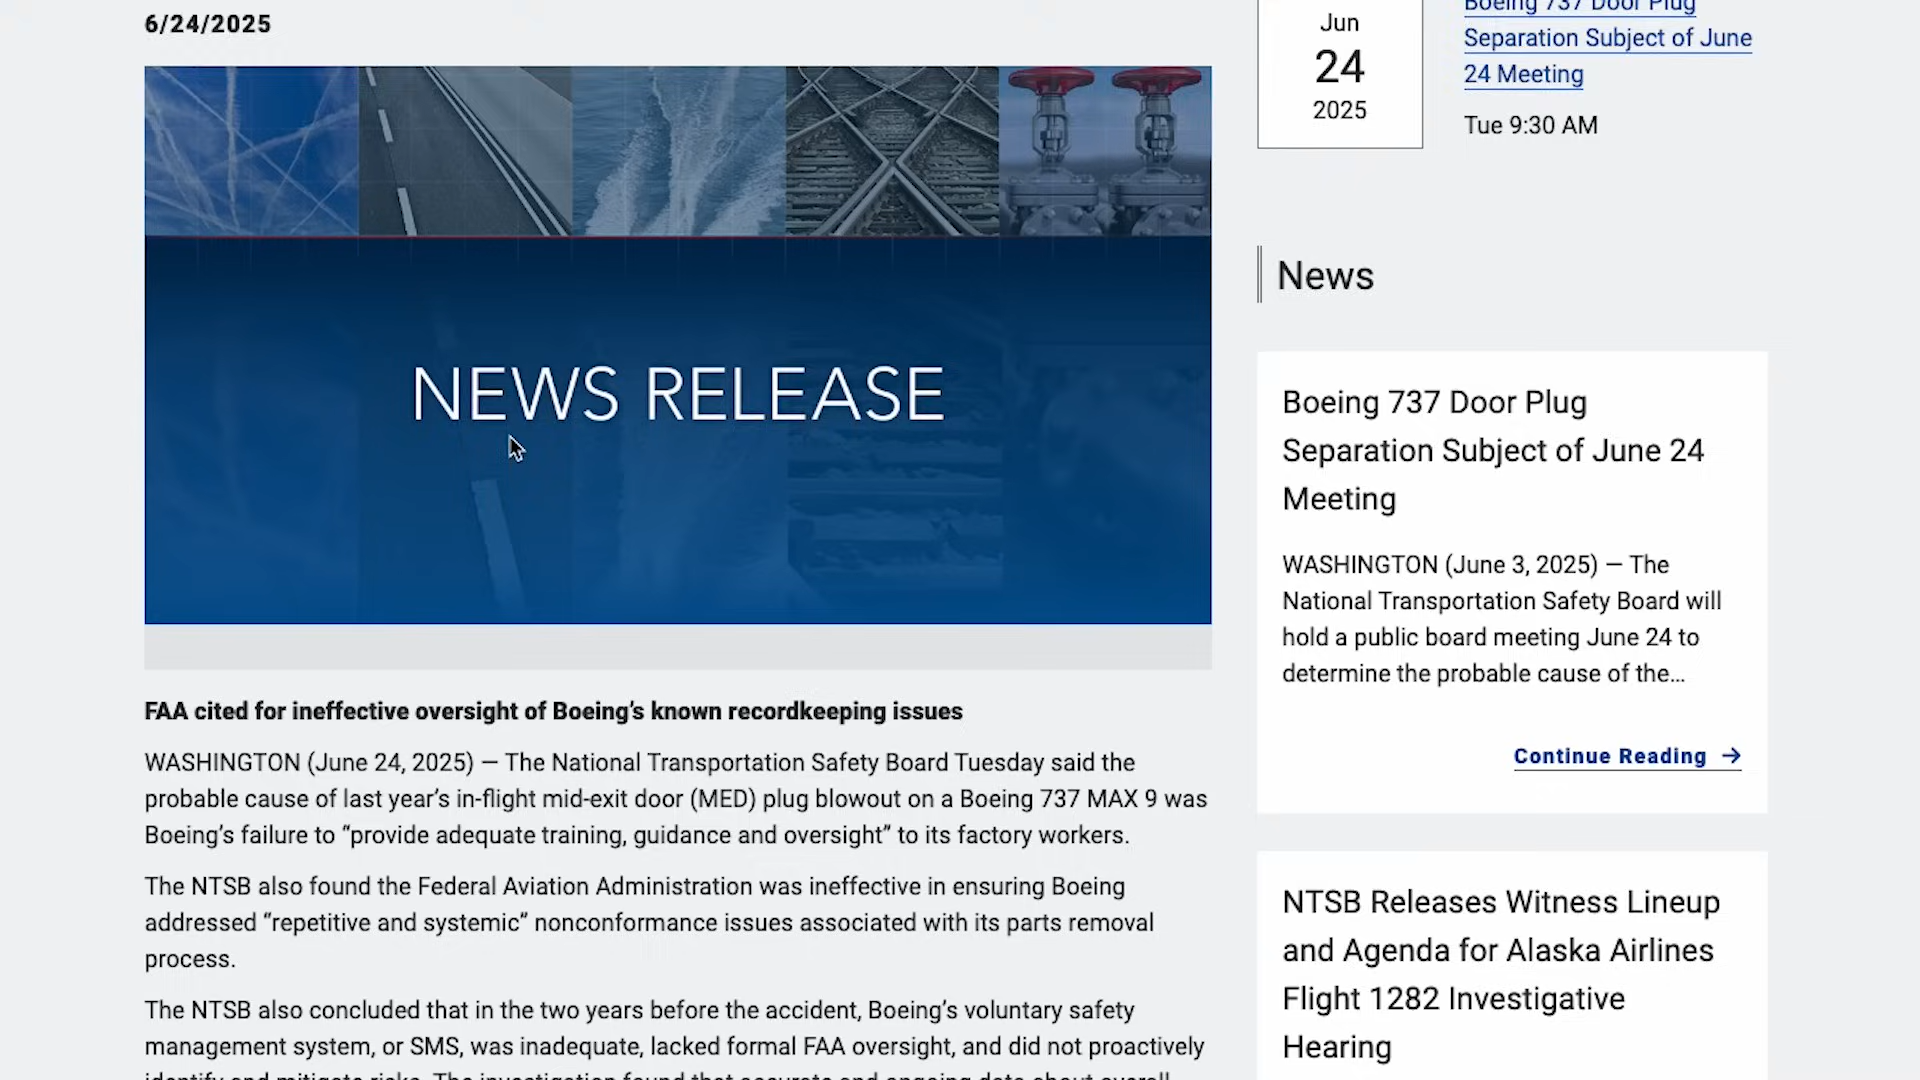 6/24/2025
NEWS RELEASE
FAA cited for ineffective oversight of Boeing’s known recordkeeping issues
WASHINGTON (June 24, 2025) — The National Transportation Safety Board Tuesday said the
probable cause of last year’s in-flight mid-exit door (MED) plug blowout on a Boeing 737 MAX 9 was
Boeing’s failure to “provide adequate training, guidance and oversight” to its factory workers.
The NTSB also found the Federal Aviation Administration was ineffective in ensuring Boeing
addressed “repetitive and systemic” nonconformance issues associated with its parts removal
process.
The NTSB also concluded that in the two years before the accident, Boeing’s voluntary safety
management system, or SMS, was inadequate, lacked formal FAA oversight, and did not proactively
identify and mitigate risks. The investigation found that accurate and ongoing data about overall
Jun
24
2025
Boeing 737 Door Plug
Separation Subject of June
24 Meeting
Tue 9:30 AM
News
Boeing 737 Door Plug
Separation Subject of June 24
Meeting
WASHINGTON (June 3, 2025) — The
National Transportation Safety Board will
hold a public board meeting June 24 to
determine the probable cause of the…
Continue Reading →
NTSB Releases Witness Lineup
and Agenda for Alaska Airlines
Flight 1282 Investigative
Hearing